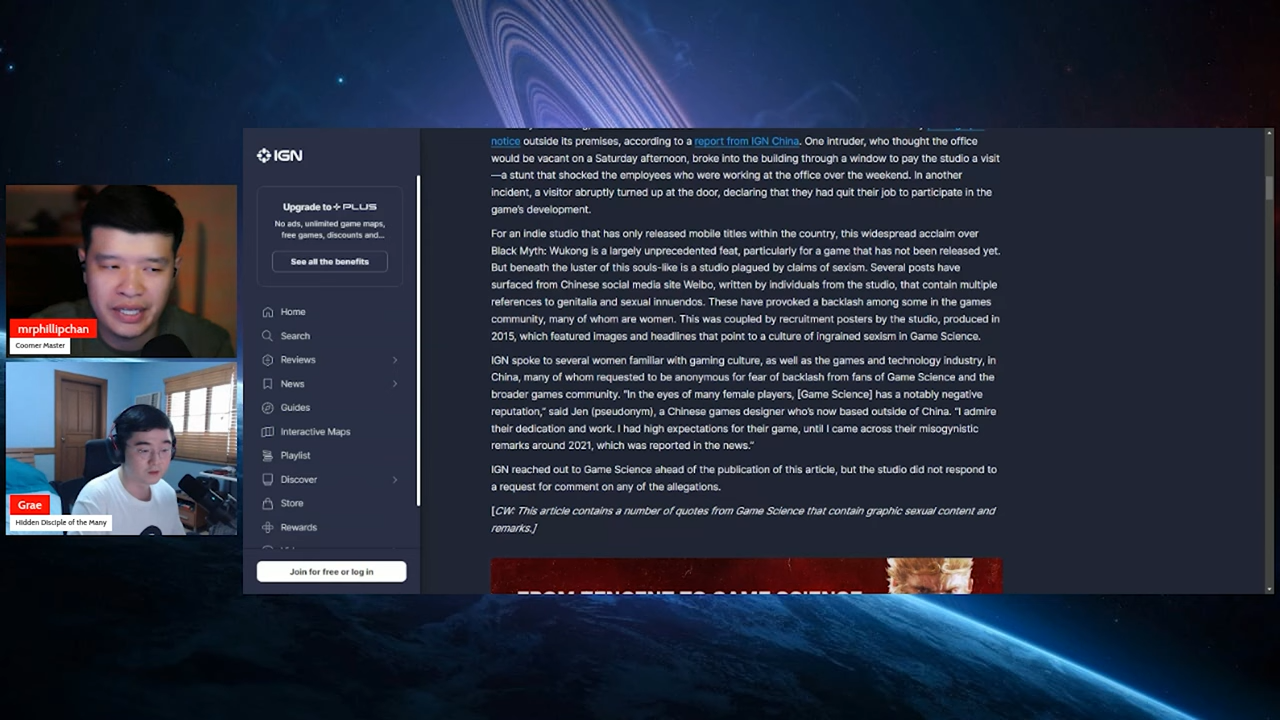 IGN
Upgrade to PLUS
No ads, unlimited game maps,
free games, discounts and...
See all the benefits
Home
Search
Reviews
News
Guides
Interactive Maps
Playlist
Discover
Store
Rewards
Join for free or log in
mrphillipchan
Coomer Master
Grae
Hidden Disciple of the Many
notice outside its premises, according to a report from IGN China. One intruder, who thought the office
would be vacant on a Saturday afternoon, broke into the building through a window to pay the studio a visit
—a stunt that shocked the employees who were working at the office over the weekend. In another
incident, a visitor abruptly turned up at the door, declaring that they had quit their job to participate in the
game's development.
For an indie studio that has only released mobile titles within the country, this widespread acclaim over
Black Myth: Wukong is a largely unprecedented feat, particularly for a game that has not been released yet.
But beneath the luster of this souls-like is a studio plagued by claims of sexism. Several posts have
surfaced from Chinese social media site Weibo, written by individuals from the studio, that contain multiple
references to genitalia and sexual innuendos. These have provoked a backlash among some in the games
community, many of whom are women. This was coupled by recruitment posters by the studio, produced in
2015, which featured images and headlines that point to a culture of ingrained sexism in Game Science.
IGN spoke to several women familiar with gaming culture, as well as the games and technology industry, in
China, many of whom requested to be anonymous for fear of backlash from fans of Game Science and the
broader games community. "In the eyes of many female players, [Game Science] has a notably negative
reputation," said Jen (pseudonym), a Chinese games designer who's now based outside of China. "I admire
their dedication and work. I had high expectations for their game, until I came across their misogynistic
remarks around 2021, which was reported in the news."
IGN reached out to Game Science ahead of the publication of this article, but the studio did not respond to
a request for comment on any of the allegations.
[CW: This article contains a number of quotes from Game Science that contain graphic sexual content and
remarks.]
FROM TENCENT TO GAME SCIENCE